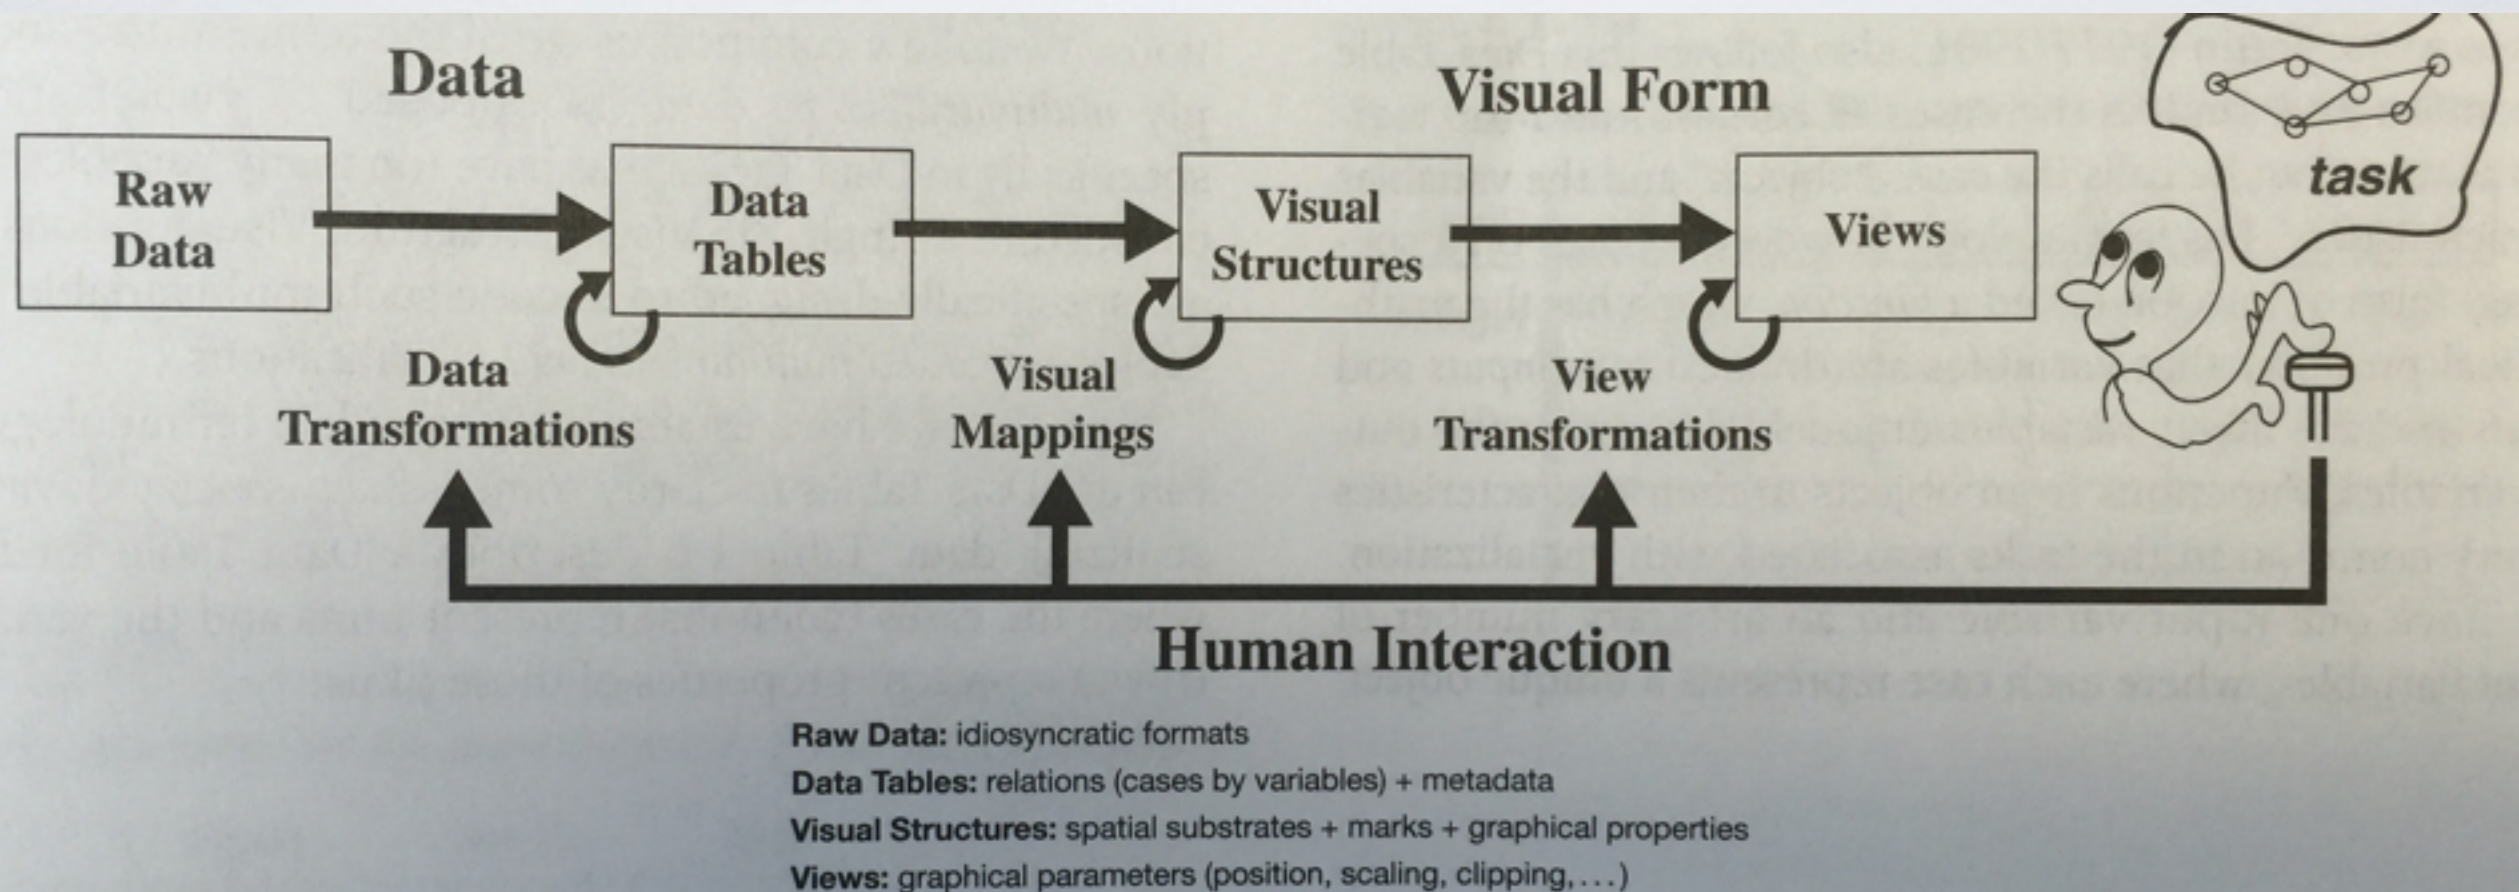 Data
Visual Form
Raw
Data
Data
Tables
Visual
Structures
Views
task
Data
Transformations
Visual
Mappings
View
Transformations
Human Interaction
Raw Data: idiosyncratic formats
Data Tables: relations (cases by variables) + metadata
Visual Structures: spatial substrates + marks + graphical properties
Views: graphical parameters (position, scaling, clipping,...)